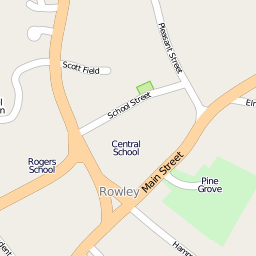 Pleasant Street
Scott Field
School Street
Central
School
Rogers
School
Main Street
Pine
Grove
Rowley